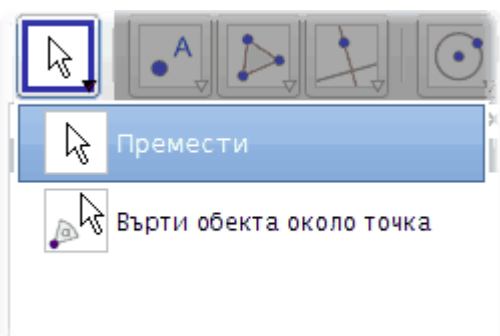 A
Премести
Върти обекта около точка